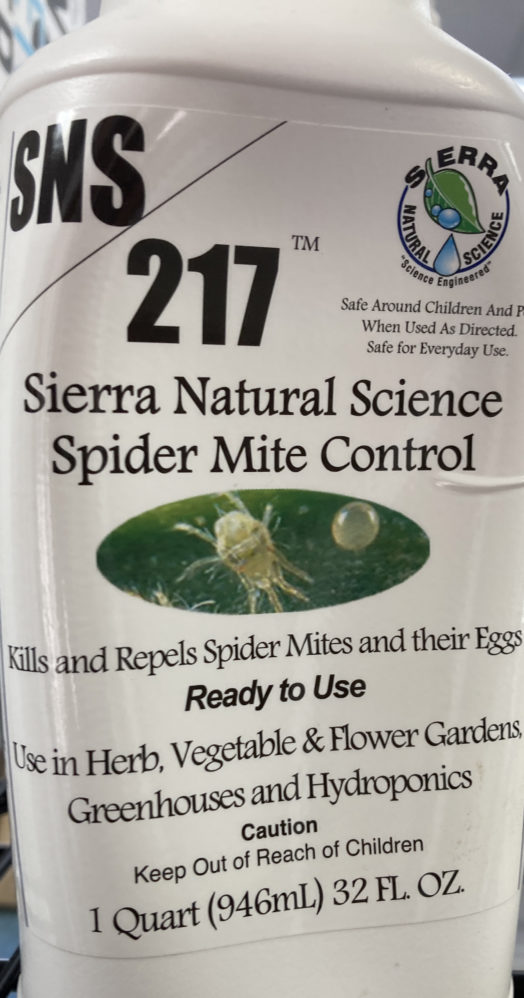 SNS
217™
SIERRA
NATURAL SCIENCE
"Science Engineered"
Safe Around Children And
When Used As Directed.
Safe for Everyday Use.
Sierra Natural Science
Spider Mite Control
Kills and Repels Spider Mites and their Eggs
Ready to Use
Use in Herb, Vegetable & Flower Gardens,
Greenhouses and Hydroponics
Caution
Keep Out of Reach of Children
1 Quart (946mL) 32 FL. OZ.